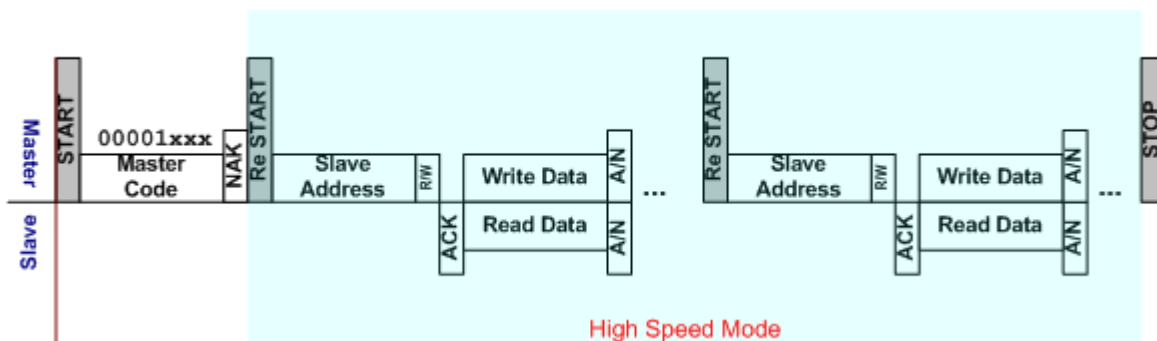 Master
Slave
START
00001xxx
Master
Code
NAK
Re START
Slave
Address
R/W
ACK
Write Data
A/N
Read Data
A/N
...
Re START
Slave
Address
R/W
ACK
Write Data
A/N
Read Data
A/N
...
STOP
High Speed Mode